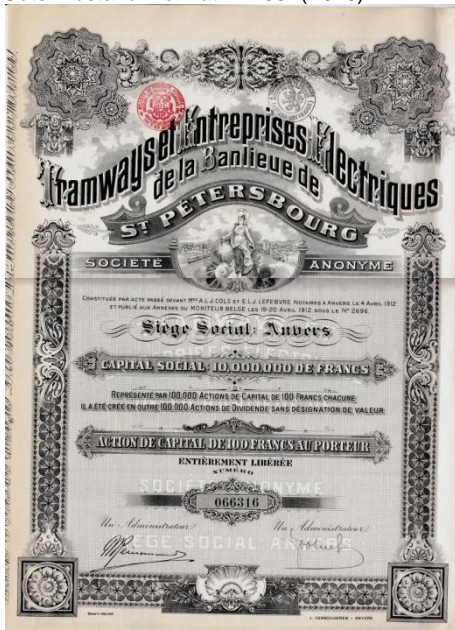 Tramways et Entreprises Electriques
de la Banlieue de
ST PÉTERSBOURG
SOCIÉTÉ ANONYME
CONSTITUÉE PAR ACTE PASSÉ DEVANT MES A.L.J. COLS ET E.L.J. LEFEBVRE NOTAIRES À ANVERS LE 4 AVRIL 1912
ET PUBLIÉ AUX ANNEXES DU MONITEUR BELGE LES 19-20 AVRIL 1912 SOUS LE NO 2696.
Siège Social: Anvers
CAPITAL SOCIAL: 10,000,000 DE FRANCS
REPRÉSENTÉ PAR 100,000 ACTIONS DE CAPITAL DE 100 FRANCS CHACUNE
IL A ÉTÉ CRÉÉ EN OUTRE 100,000 ACTIONS DE DIVIDENDE SANS DÉSIGNATION DE VALEUR
ACTION DE CAPITAL DE 100 FRANCS AU PORTEUR
ENTIÈREMENT LIBÉRÉE
NUMÉRO
SOCIÉTÉ ANONYME
066316
Un Administrateur Un Administrateur
SIÈGE SOCIAL: ANVERS
J. VERSCHUEREN - ANVERS